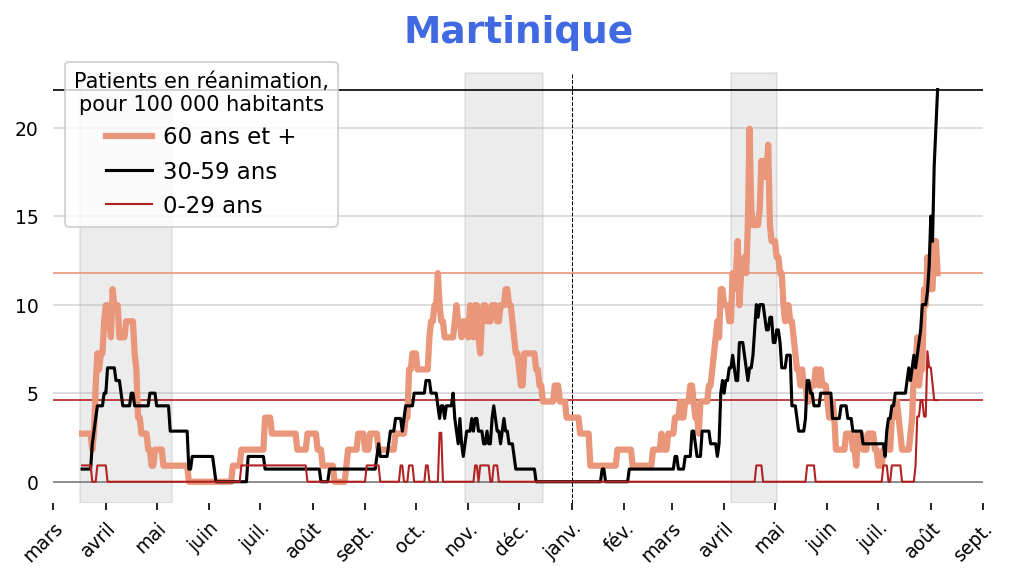 Martinique
Patients en réanimation,
pour 100 000 habitants
60 ans et +
30-59 ans
0-29 ans
20
15
10
5
0
mars avril mai juin juil. août sept. oct. nov. déc. janv. fév. mars avril mai juin juil. août sept.